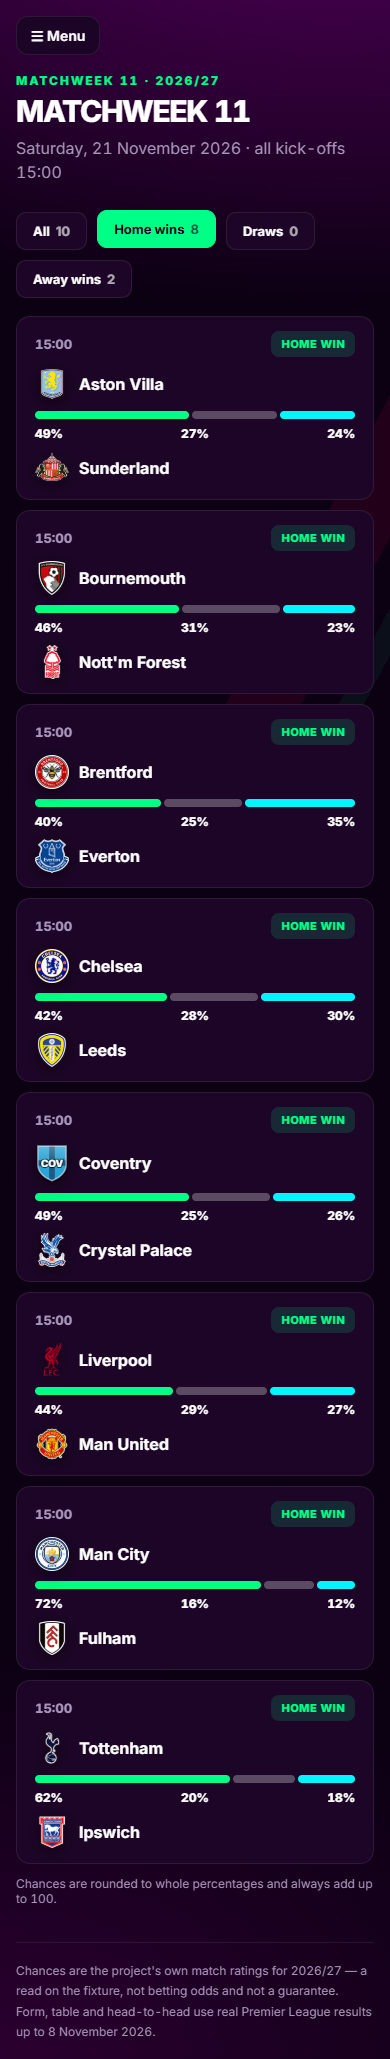 ☰ Menu
MATCHWEEK 11 · 2026/27
MATCHWEEK 11
Saturday, 21 November 2026 · all kick-offs
15:00
All 10
Home wins 8
Draws 0
Away wins 2
15:00 HOME WIN
Aston Villa
49% 27% 24%
Sunderland
15:00 HOME WIN
Bournemouth
46% 31% 23%
Nott'm Forest
15:00 HOME WIN
Brentford
40% 25% 35%
Everton
15:00 HOME WIN
Chelsea
42% 28% 30%
Leeds
15:00 HOME WIN
COV
Coventry
49% 25% 26%
Crystal Palace
15:00 HOME WIN
Liverpool
44% 29% 27%
Man United
15:00 HOME WIN
Man City
72% 16% 12%
Fulham
15:00 HOME WIN
Tottenham
62% 20% 18%
Ipswich
Chances are rounded to whole percentages and always add up
to 100.
Chances are the project's own match ratings for 2026/27 — a
read on the fixture, not betting odds and not a guarantee.
Form, table and head-to-head use real Premier League results
up to 8 November 2026.